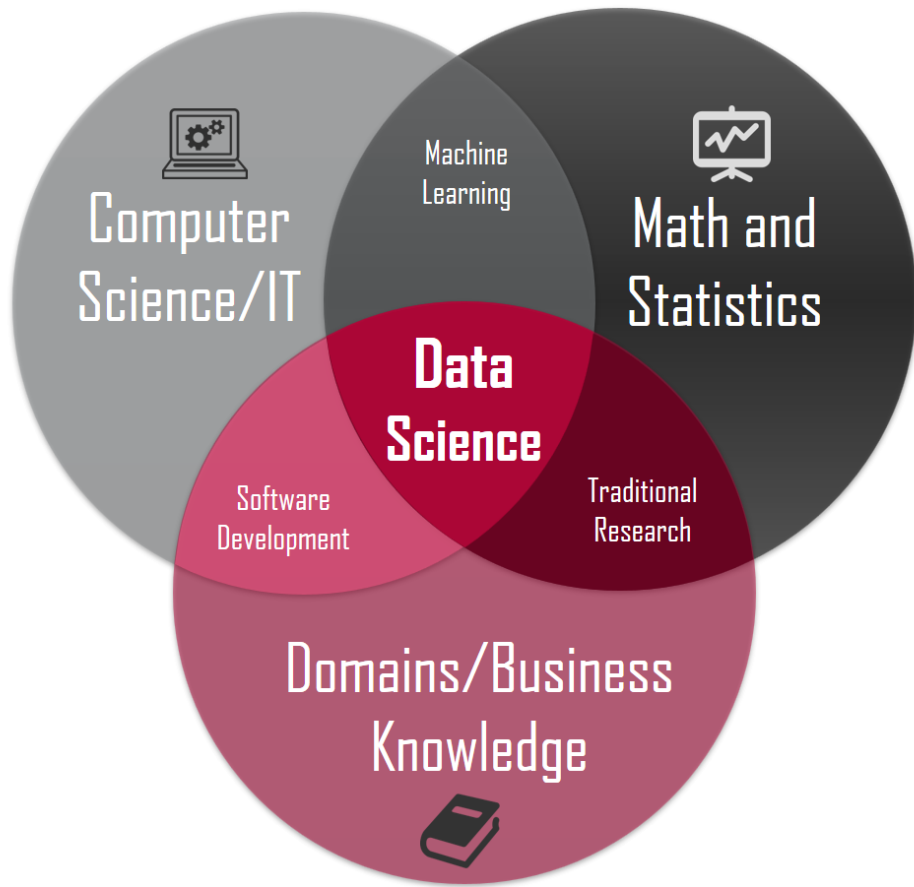 Machine
Learning
Computer
Science/IT
Math and
Statistics
Data
Science
Software
Development
Traditional
Research
Domains/Business
Knowledge